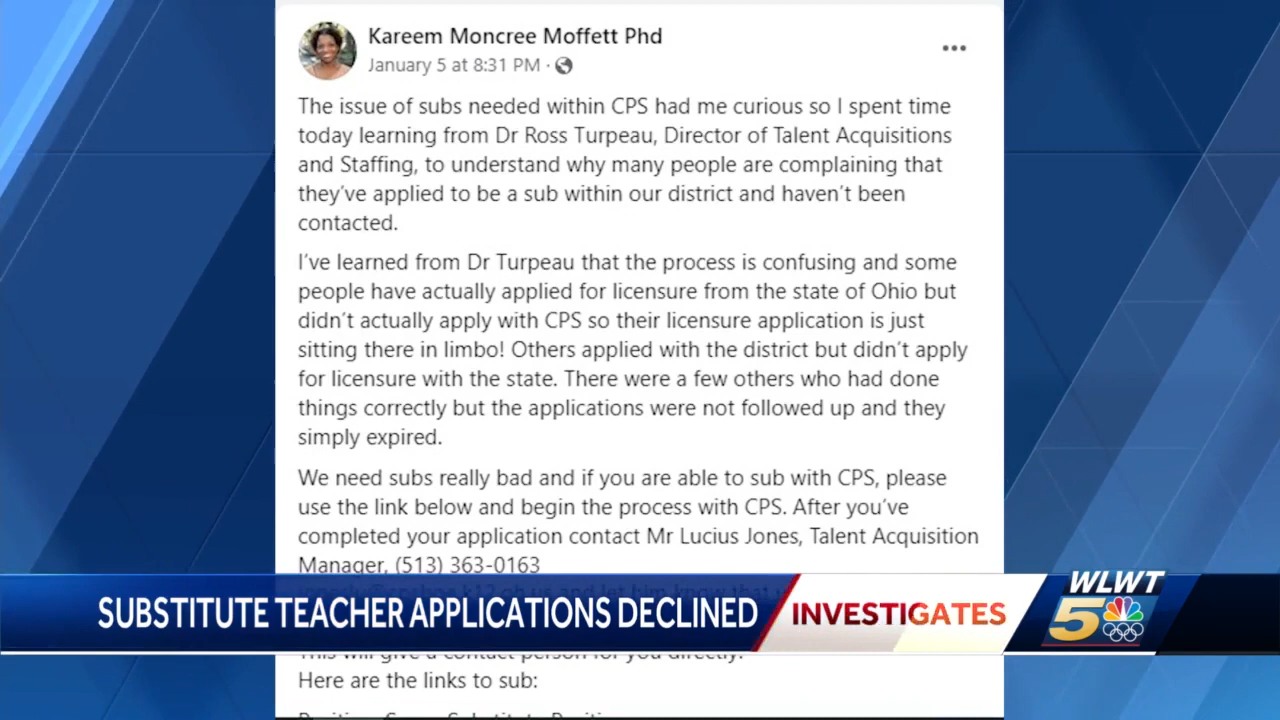 Kareem Moncree Moffett Phd
January 5 at 8:31 PM ·
The issue of subs needed within CPS had me curious so I spent time
today learning from Dr Ross Turpeau, Director of Talent Acquisitions
and Staffing, to understand why many people are complaining that
they've applied to be a sub within our district and haven't been
contacted.
I've learned from Dr Turpeau that the process is confusing and some
people have actually applied for licensure from the state of Ohio but
didn't actually apply with CPS so their licensure application is just
sitting there in limbo! Others applied with the district but didn't apply
for licensure with the state. There were a few others who had done
things correctly but the applications were not followed up and they
simply expired.
We need subs really bad and if you are able to sub with CPS, please
use the link below and begin the process with CPS. After you've
completed your application contact Mr Lucius Jones, Talent Acquisition
Manager, (513) 363-0163
and let him know that
SUBSTITUTE TEACHER APPLICATIONS DECLINED
INVESTIGATES
WLWT
5
This will give a contact person for you directly.
Here are the links to sub: